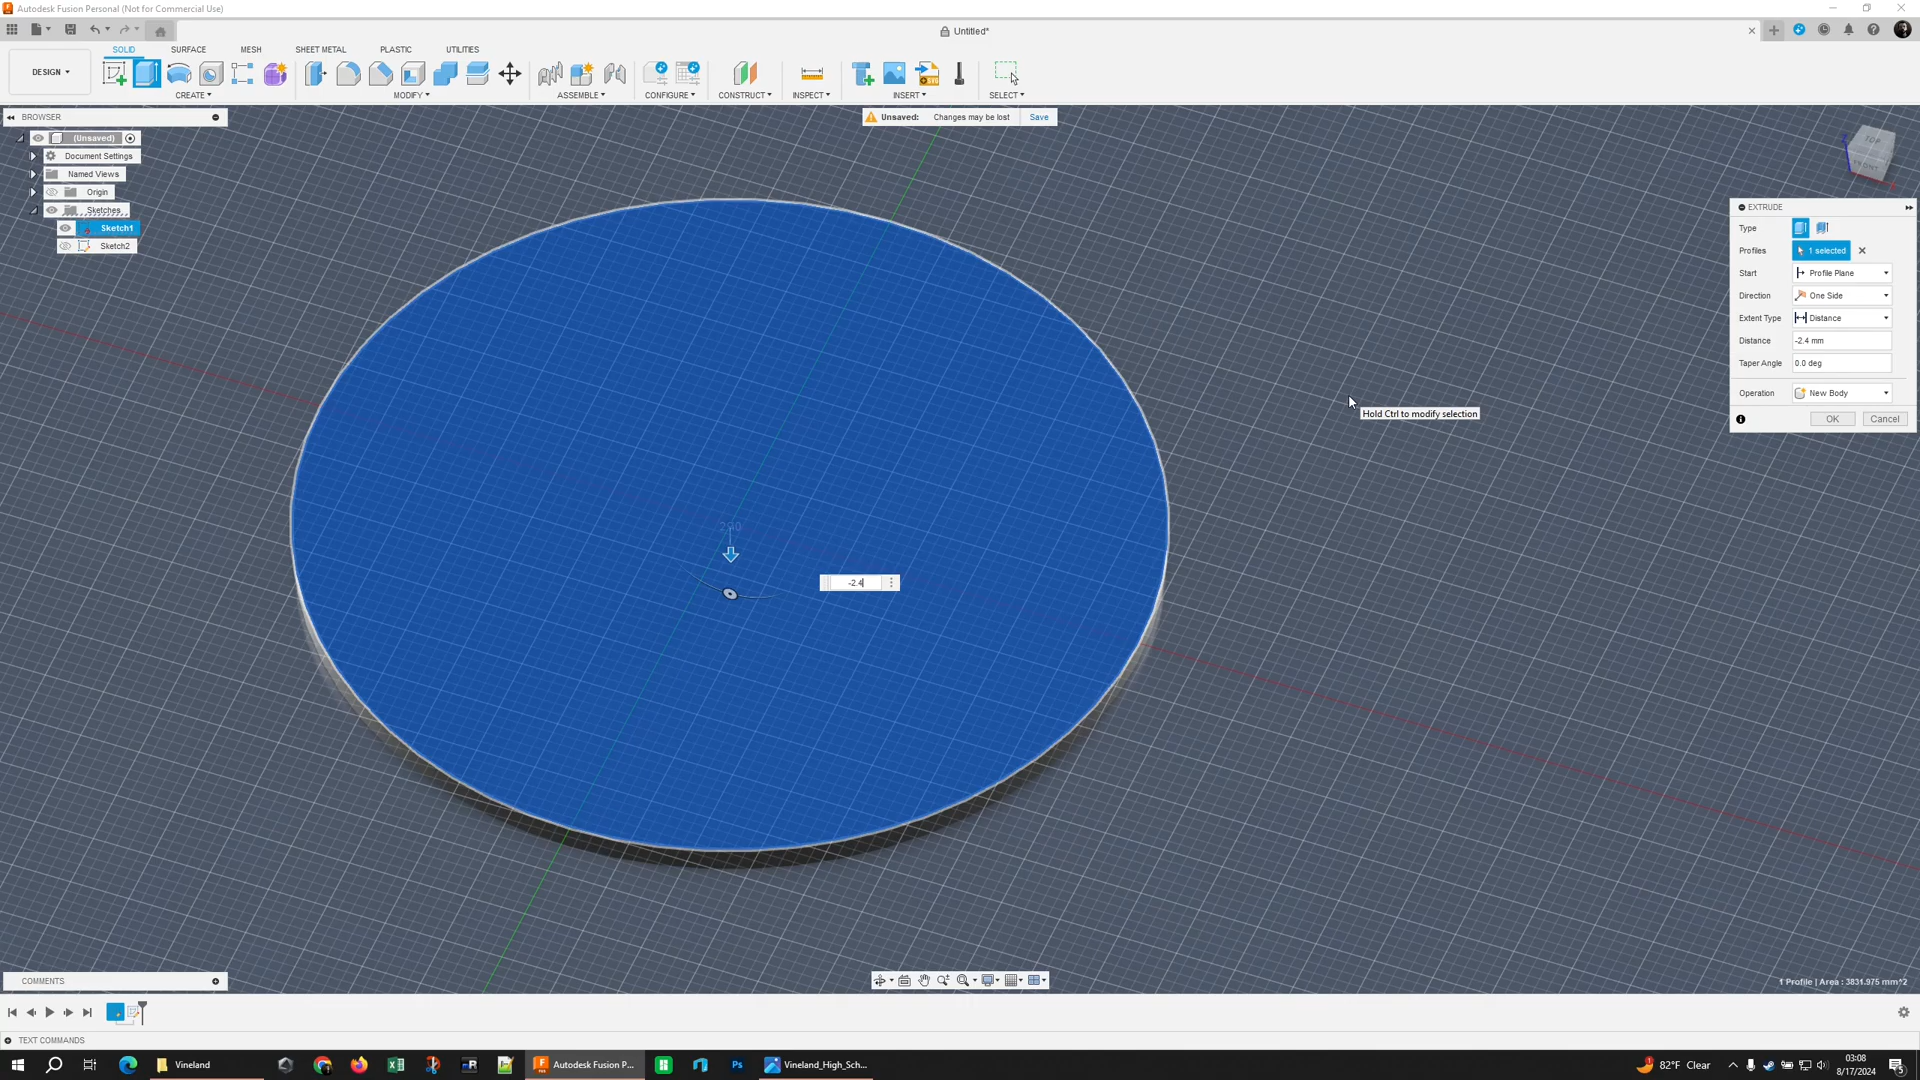 Autodesk Fusion Personal (Not for Commercial Use)
Untitled*
SOLID
SURFACE
MESH
SHEET METAL
PLASTIC
UTILITIES
DESIGN
CREATE
MODIFY
ASSEMBLE
CONFIGURE
CONSTRUCT
INSPECT
INSERT
SELECT
BROWSER
Unsaved: Changes may be lost Save
(Unsaved)
Document Settings
Named Views
Origin
Sketches
Sketch1
Sketch2
TOP
FRONT
Z
EXTRUDE
Type
Profiles 1 selected
Start Profile Plane
Direction One Side
Extent Type Distance
Distance -2.4 mm
Taper Angle 0.0 deg
Operation New Body
OK Cancel
Hold Ctrl to modify selection
-2.4
COMMENTS
1 Profile | Area : 3831.975 mm^2
TEXT COMMANDS
Vineland
Autodesk Fusion P...
Ps
Vineland_High_Sch...
82°F Clear
03:08
8/17/2024